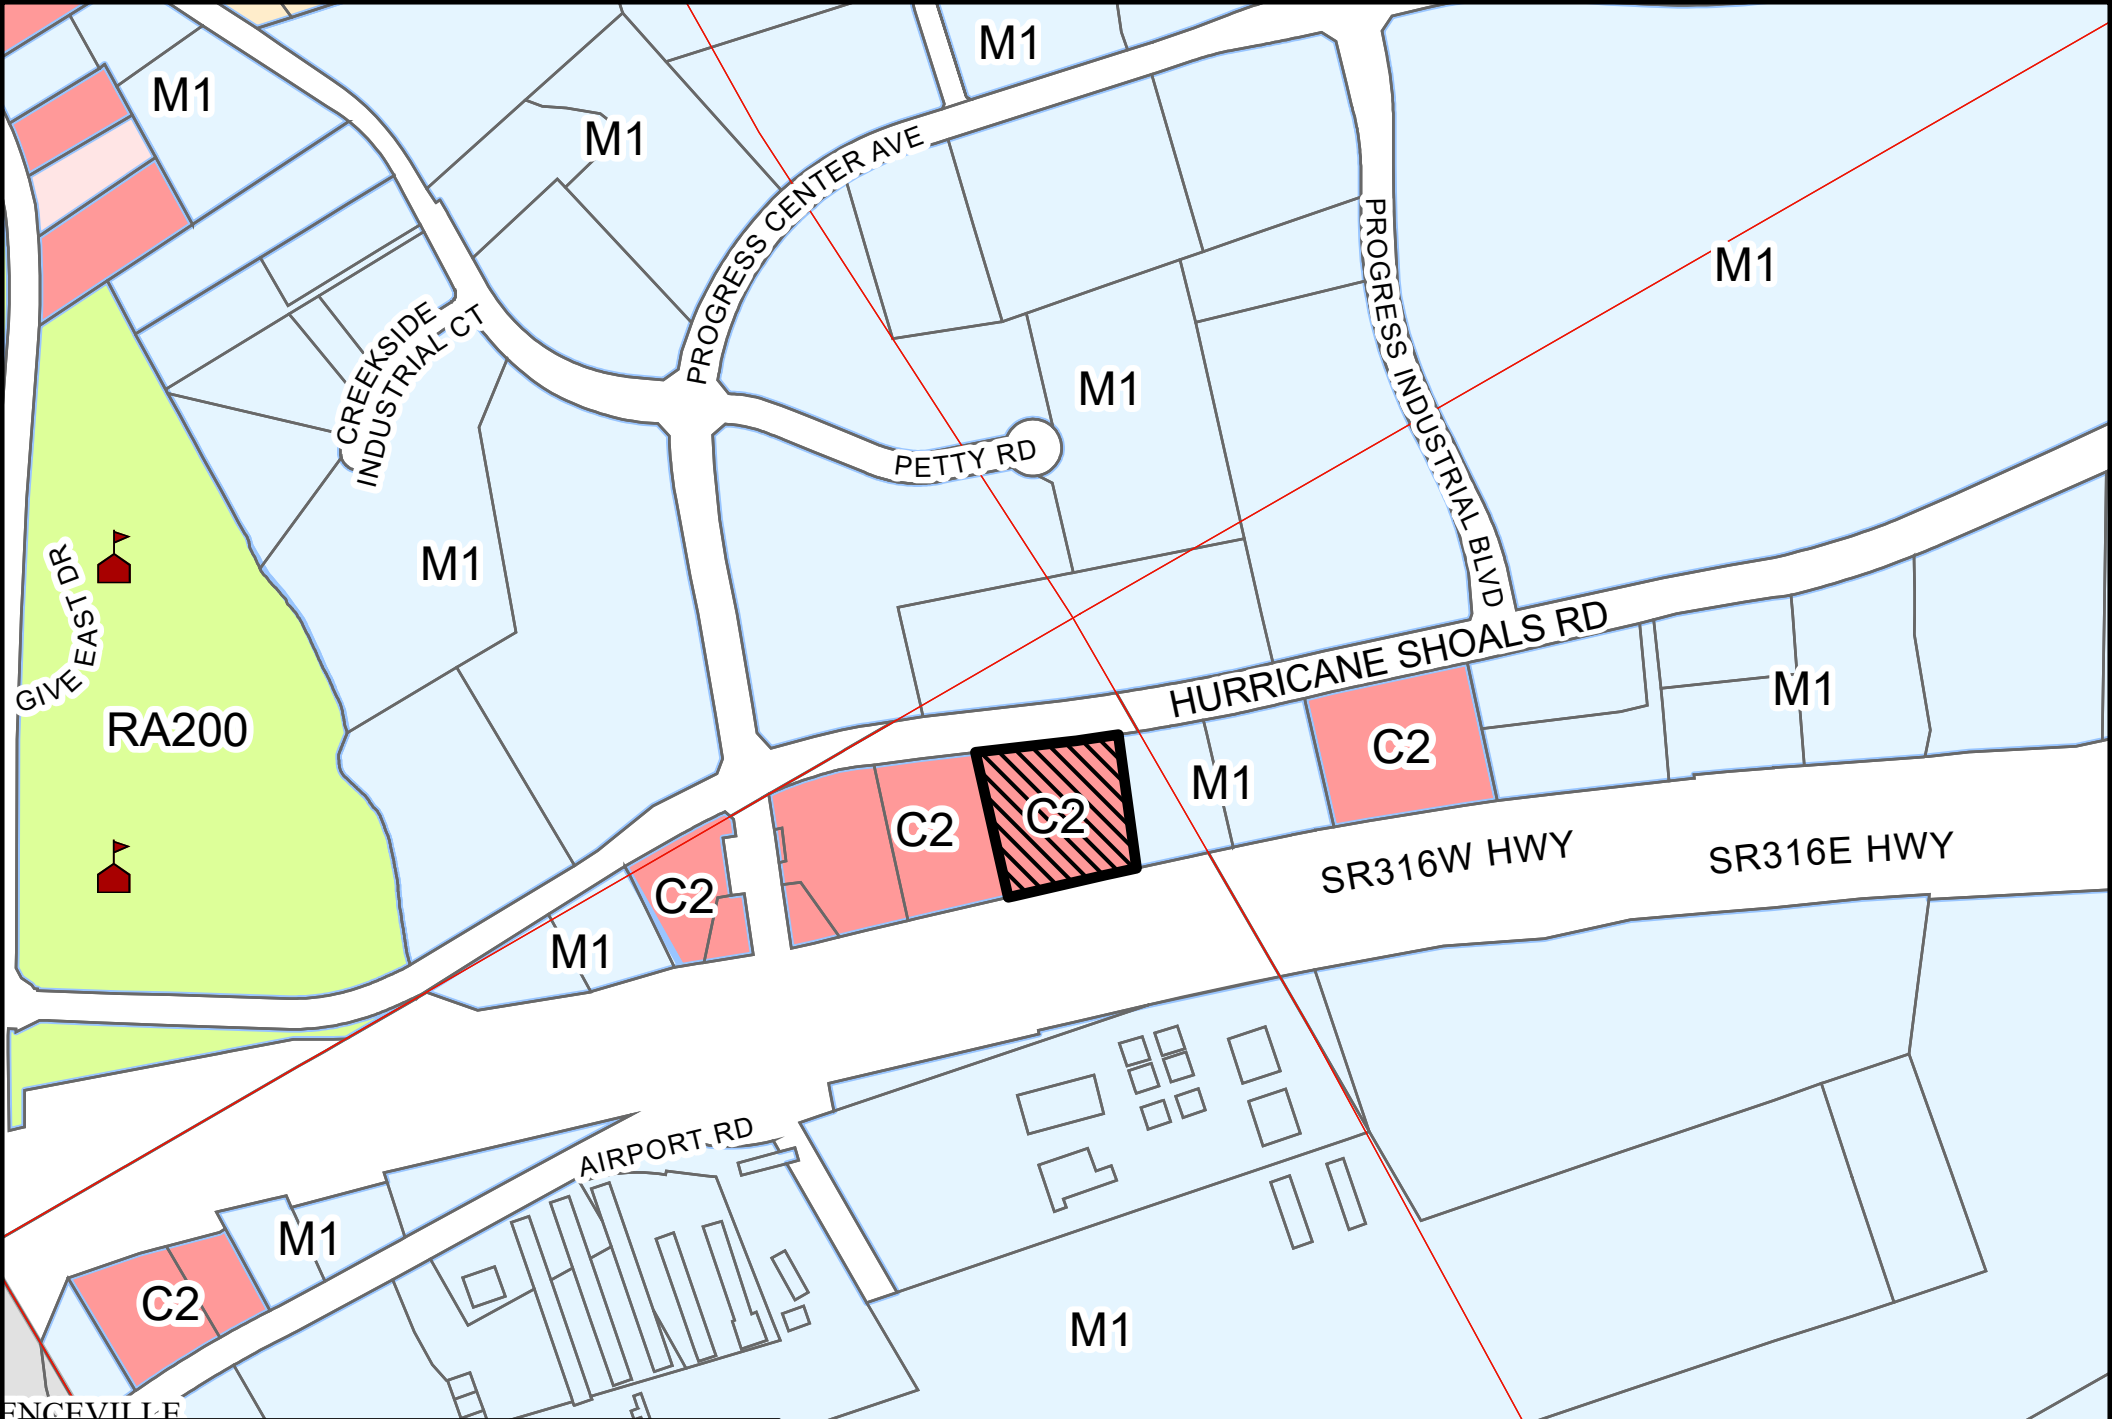 M1
M1
M1
PROGRESS CENTER AVE
PROGRESS INDUSTRIAL BLVD
M1
CREEKSIDE
INDUSTRIAL CT
M1
PETTY RD
M1
GIVE EAST DR
RA200
HURRICANE SHOALS RD
M1
C2
M1
C2
C2
C2
M1
SR316W HWY
SR316E HWY
AIRPORT RD
M1
C2
M1
ENCEVILLE